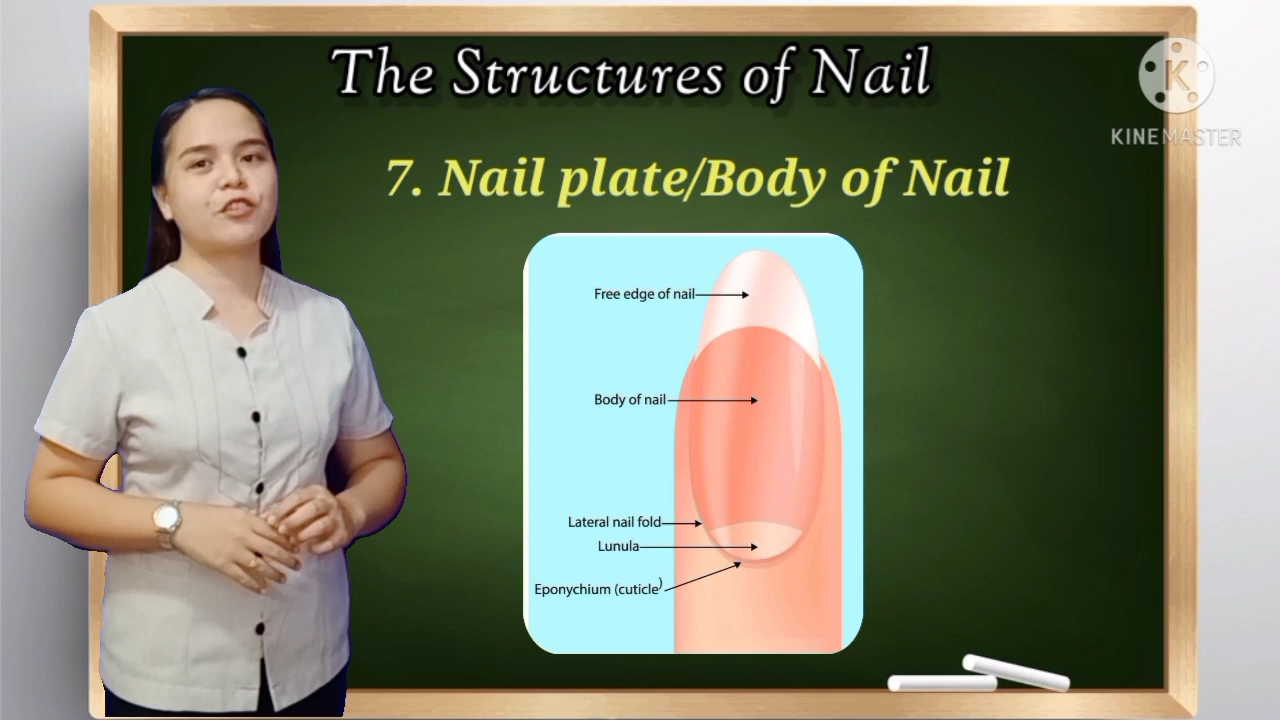 The Structures of Nail
K
KINEMASTER
7. Nail plate/Body of Nail
Free edge of nail
Body of nail
Lateral nail fold
Lunula
Eponychium (cuticle)